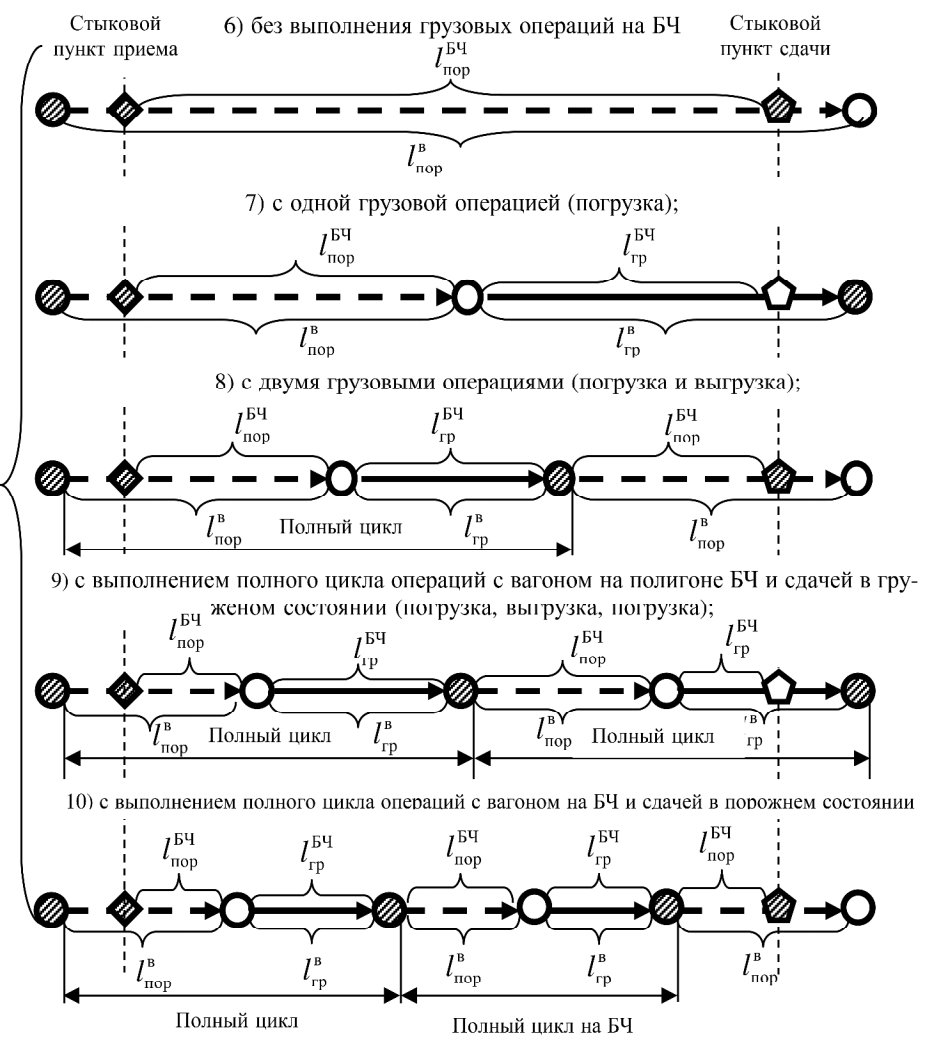 Стыковой пункт приема
6) без выполнения грузовых операций на БЧ
Стыковой пункт сдачи
l БЧ пор
l в пор
7) с одной грузовой операцией (погрузка);
l БЧ пор l БЧ гр
l в пор l в гр
8) с двумя грузовыми операциями (погрузка и выгрузка);
l БЧ пор l БЧ гр l БЧ пор
l в пор Полный цикл l в гр l в пор
9) с выполнением полного цикла операций с вагоном на полигоне БЧ и сдачей в гру-
женом состоянии (погрузка, выгрузка, погрузка);
l БЧ пор l БЧ гр l БЧ пор l БЧ гр
l в пор Полный цикл l в гр l в пор Полный цикл l в гр
10) с выполнением полного цикла операций с вагоном на БЧ и сдачей в порожнем состоянии
l БЧ пор l БЧ гр l БЧ пор l БЧ гр l БЧ пор
l в пор l в гр l в пор l в гр l в пор
Полный цикл Полный цикл на БЧ